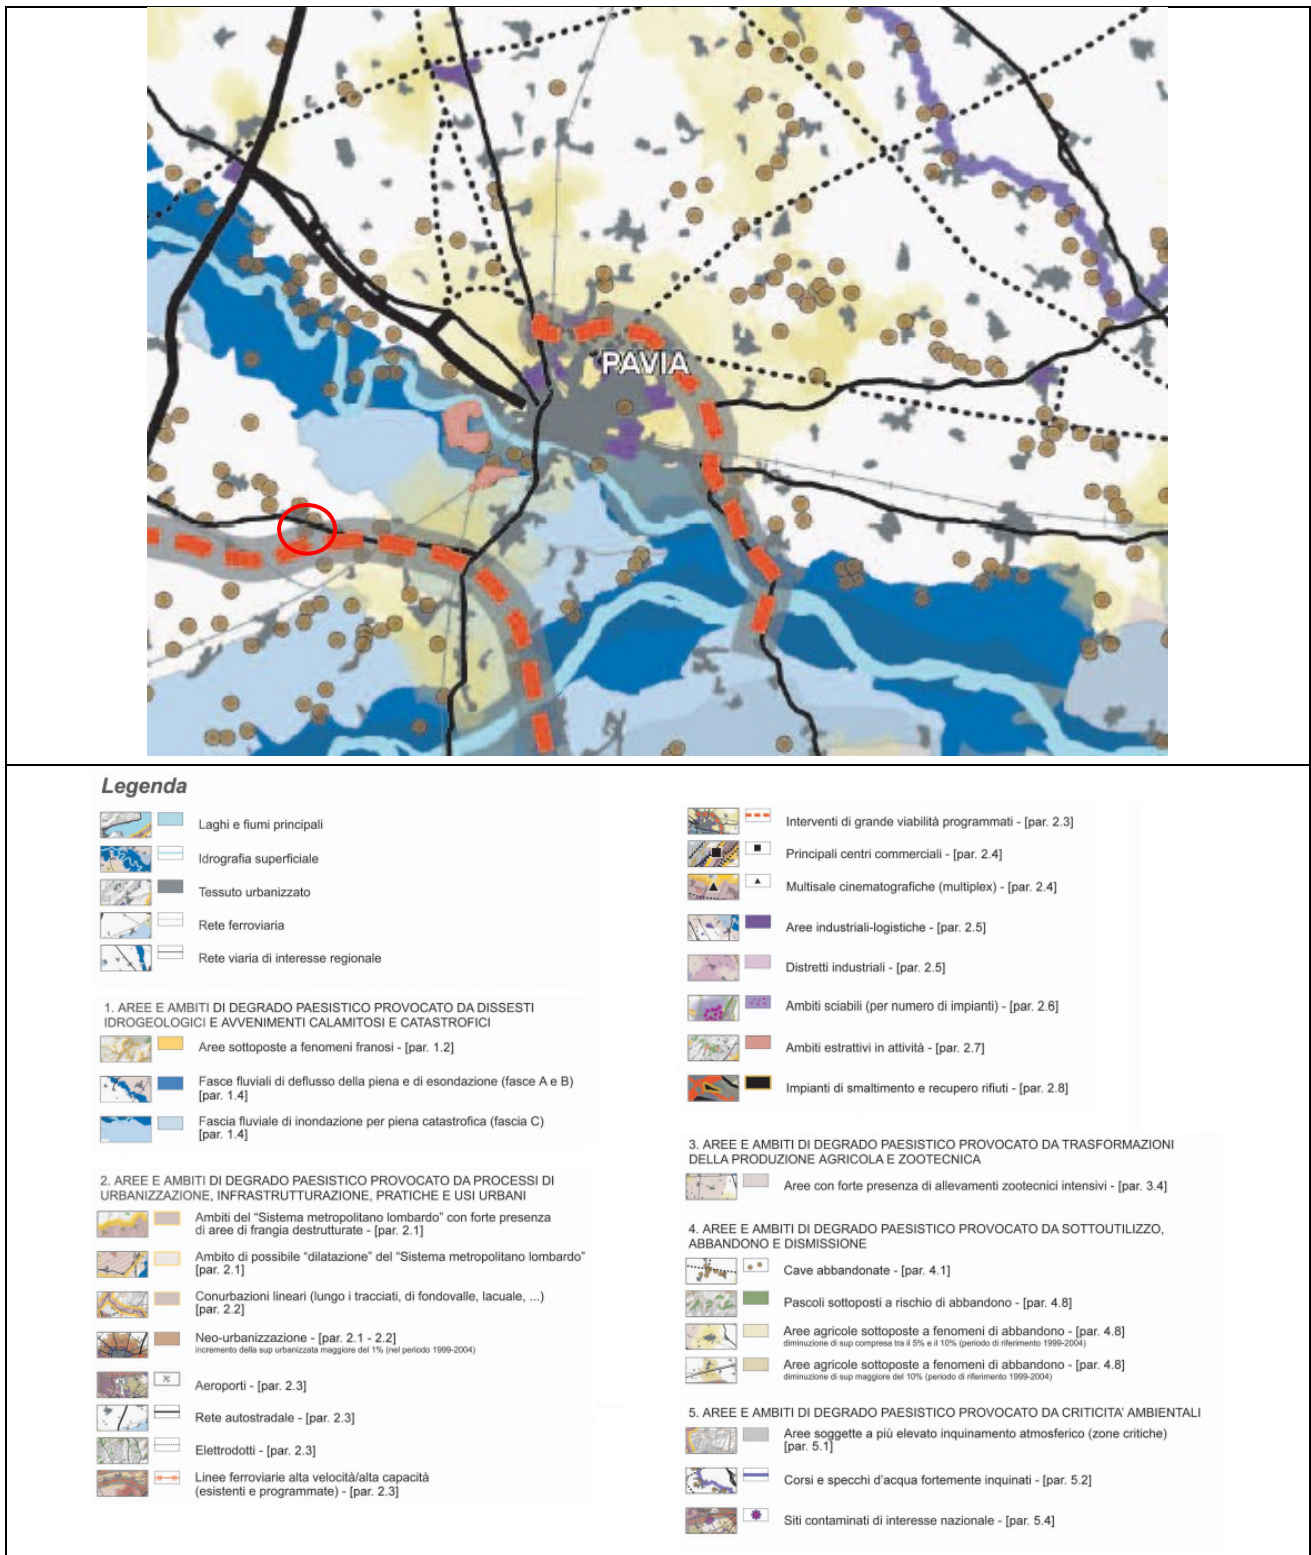 PAVIA
Legenda
Laghi e fiumi principali
Idrografia superficiale
Tessuto urbanizzato
Rete ferroviaria
Rete viaria di interesse regionale
1. AREE E AMBITI DI DEGRADO PAESISTICO PROVOCATO DA DISSESTI
IDROGEOLOGICI E AVVENIMENTI CALAMITOSI E CATASTROFICI
Aree sottoposte a fenomeni franosi - [par. 1.2]
Fasce fluviali di deflusso della piena e di esondazione (fasce A e B)
[par. 1.4]
Fascia fluviale di inondazione per piena catastrofica (fascia C)
[par. 1.4]
2. AREE E AMBITI DI DEGRADO PAESISTICO PROVOCATO DA PROCESSI DI
URBANIZZAZIONE, INFRASTRUTTURAZIONE, PRATICHE E USI URBANI
Ambiti del “Sistema metropolitano lombardo” con forte presenza
di aree di frangia destrutturate - [par. 2.1]
Ambito di possibile “dilatazione” del “Sistema metropolitano lombardo”
[par. 2.1]
Conurbazioni lineari (lungo i tracciati, di fondovalle, lacuale, ...)
[par. 2.2]
Neo-urbanizzazione - [par. 2.1 - 2.2]
incremento della sup urbanizzata maggiore del 1% (nel periodo 1999-2004)
Aeroporti - [par. 2.3]
Rete autostradale - [par. 2.3]
Elettrodotti - [par. 2.3]
Linee ferroviarie alta velocità/alta capacità
(esistenti e programmate) - [par. 2.3]
Interventi di grande viabilità programmati - [par. 2.3]
Principali centri commerciali - [par. 2.4]
Multisale cinematografiche (multiplex) - [par. 2.4]
Aree industriali-logistiche - [par. 2.5]
Distretti industriali - [par. 2.5]
Ambiti sciabili (per numero di impianti) - [par. 2.6]
Ambiti estrattivi in attività - [par. 2.7]
Impianti di smaltimento e recupero rifiuti - [par. 2.8]
3. AREE E AMBITI DI DEGRADO PAESISTICO PROVOCATO DA TRASFORMAZIONI
DELLA PRODUZIONE AGRICOLA E ZOOTECNICA
Aree con forte presenza di allevamenti zootecnici intensivi - [par. 3.4]
4. AREE E AMBITI DI DEGRADO PAESISTICO PROVOCATO DA SOTTOUTILIZZO,
ABBANDONO E DISMISSIONE
Cave abbandonate - [par. 4.1]
Pascoli sottoposti a rischio di abbandono - [par. 4.8]
Aree agricole sottoposte a fenomeni di abbandono - [par. 4.8]
diminuzione di sup compresa tra il 5% e il 10% (periodo di riferimento 1999-2004)
Aree agricole sottoposte a fenomeni di abbandono - [par. 4.8]
diminuzione di sup maggiore del 10% (periodo di riferimento 1999-2004)
5. AREE E AMBITI DI DEGRADO PAESISTICO PROVOCATO DA CRITICITA’ AMBIENTALI
Aree soggette a più elevato inquinamento atmosferico (zone critiche)
[par. 5.1]
Corsi e specchi d’acqua fortemente inquinati - [par. 5.2]
Siti contaminati di interesse nazionale - [par. 5.4]